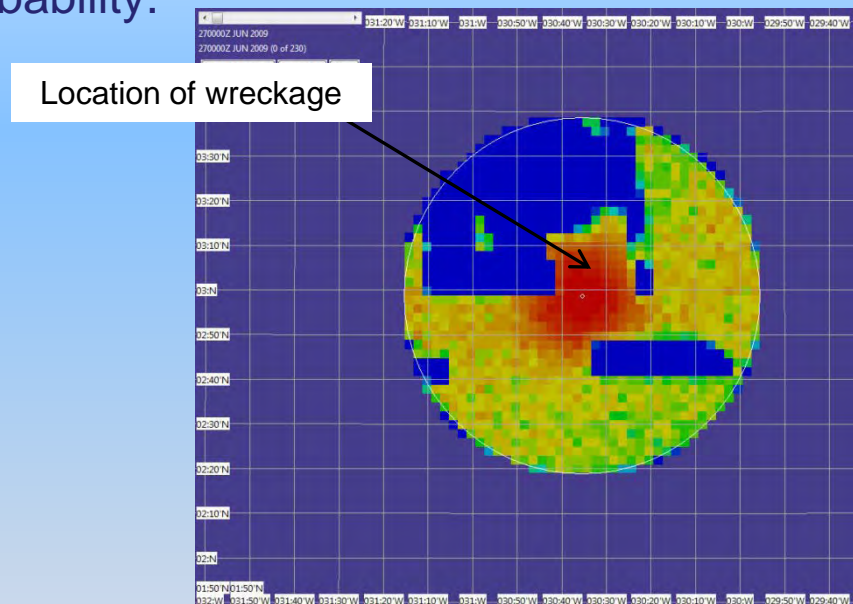 bability:
031:20'W 031:10'W 031:W 030:50'W 030:40'W 030:30'W 030:20'W 030:10'W 030:W 029:50'W 029:40'W
270000Z JUN 2009
270000Z JUN 2009 (0 of 230)
Location of wreckage
03:30'N
03:20'N
03:10'N
03:N
02:50'N
02:40'N
02:30'N
02:20'N
02:10'N
02:N
01:50'N 01:50'N
032:W 031:50'W 031:40'W 031:30'W 031:20'W 031:10'W 031:W 030:50'W 030:40'W 030:30'W 030:20'W 030:10'W 030:W 029:50'W 029:40'W